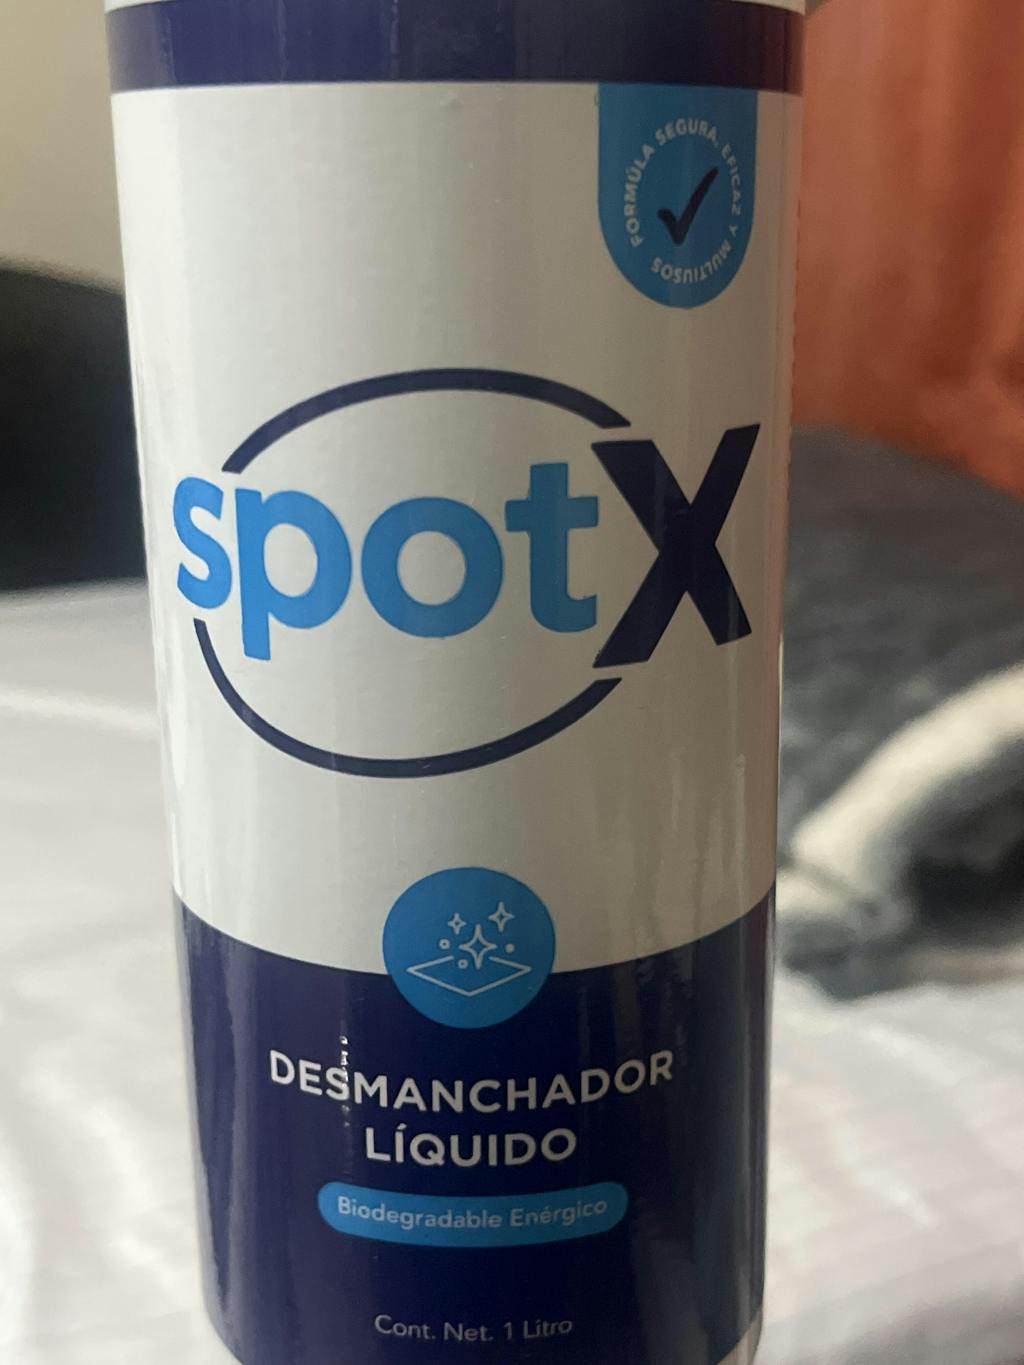 FORMÚLA SEGURA, EFICAZ Y MULTIUSOS
spotX
DESMANCHADOR
LÍQUIDO
Biodegradable Enérgico
Cont. Net. 1 Litro